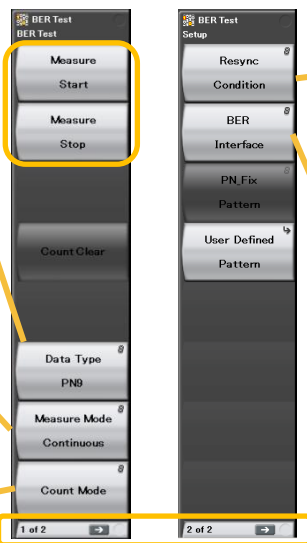 BER Test
BER Test
Measure
Start
Measure
Stop
Count Clear
Data Type
PN9
Measure Mode
Continuous
Count Mode
1 of 2
BER Test
Setup
Resync
Condition
BER
Interface
PN_Fix
Pattern
User Defined
Pattern
2 of 2